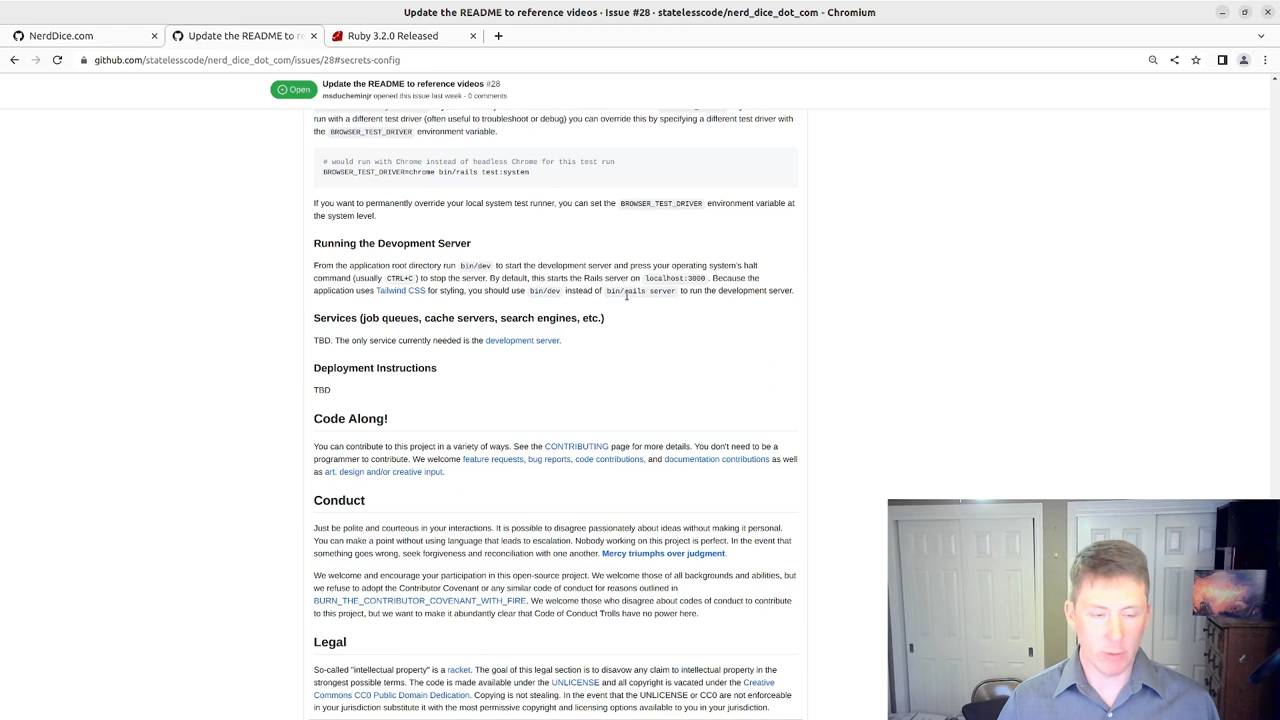 Update the README to reference videos · Issue #28 · statelesscode/nerd_dice_dot_com - Chromium
NerdDice.com
Update the README to re
Ruby 3.2.0 Released
github.com/statelesscode/nerd_dice_dot_com/issues/28#secrets-config
Open
Update the README to reference videos #28
msducheminjr opened this issue last week · 0 comments
run with a different test driver (often useful to troubleshoot or debug) you can override this by specifying a different test driver with
the BROWSER_TEST_DRIVER environment variable.
# would run with Chrome instead of headless Chrome for this test run
BROWSER_TEST_DRIVER=chrome bin/rails test:system
If you want to permanently override your local system test runner, you can set the BROWSER_TEST_DRIVER environment variable at
the system level.
Running the Devopment Server
From the application root directory run bin/dev to start the development server and press your operating system's halt
command (usually CTRL+C) to stop the server. By default, this starts the Rails server on localhost:3000. Because the
application uses Tailwind CSS for styling, you should use bin/dev instead of bin/rails server to run the development server.
Services (job queues, cache servers, search engines, etc.)
TBD. The only service currently needed is the development server.
Deployment Instructions
TBD
Code Along!
You can contribute to this project in a variety of ways. See the CONTRIBUTING page for more details. You don't need to be a
programmer to contribute. We welcome feature requests, bug reports, code contributions, and documentation contributions as well
as art, design and/or creative input.
Conduct
Just be polite and courteous in your interactions. It is possible to disagree passionately about ideas without making it personal.
You can make a point without using language that leads to escalation. Nobody working on this project is perfect. In the event that
something goes wrong, seek forgiveness and reconciliation with one another. Mercy triumphs over judgment.
We welcome and encourage your participation in this open-source project. We welcome those of all backgrounds and abilities, but
we refuse to adopt the Contributor Covenant or any similar code of conduct for reasons outlined in
BURN_THE_CONTRIBUTOR_COVENANT_WITH_FIRE. We welcome those who disagree about codes of conduct to contribute
to this project, but we want to make it abundantly clear that Code of Conduct Trolls have no power here.
Legal
So-called "intellectual property" is a racket. The goal of this legal section is to disavow any claim to intellectual property in the
strongest possible terms. The code is made available under the UNLICENSE and all copyright is vacated under the Creative
Commons CC0 Public Domain Dedication. Copying is not stealing. In the event that the UNLICENSE or CC0 are not enforceable
in your jurisdiction substitute it with the most permissive copyright and licensing options available to you in your jurisdiction.